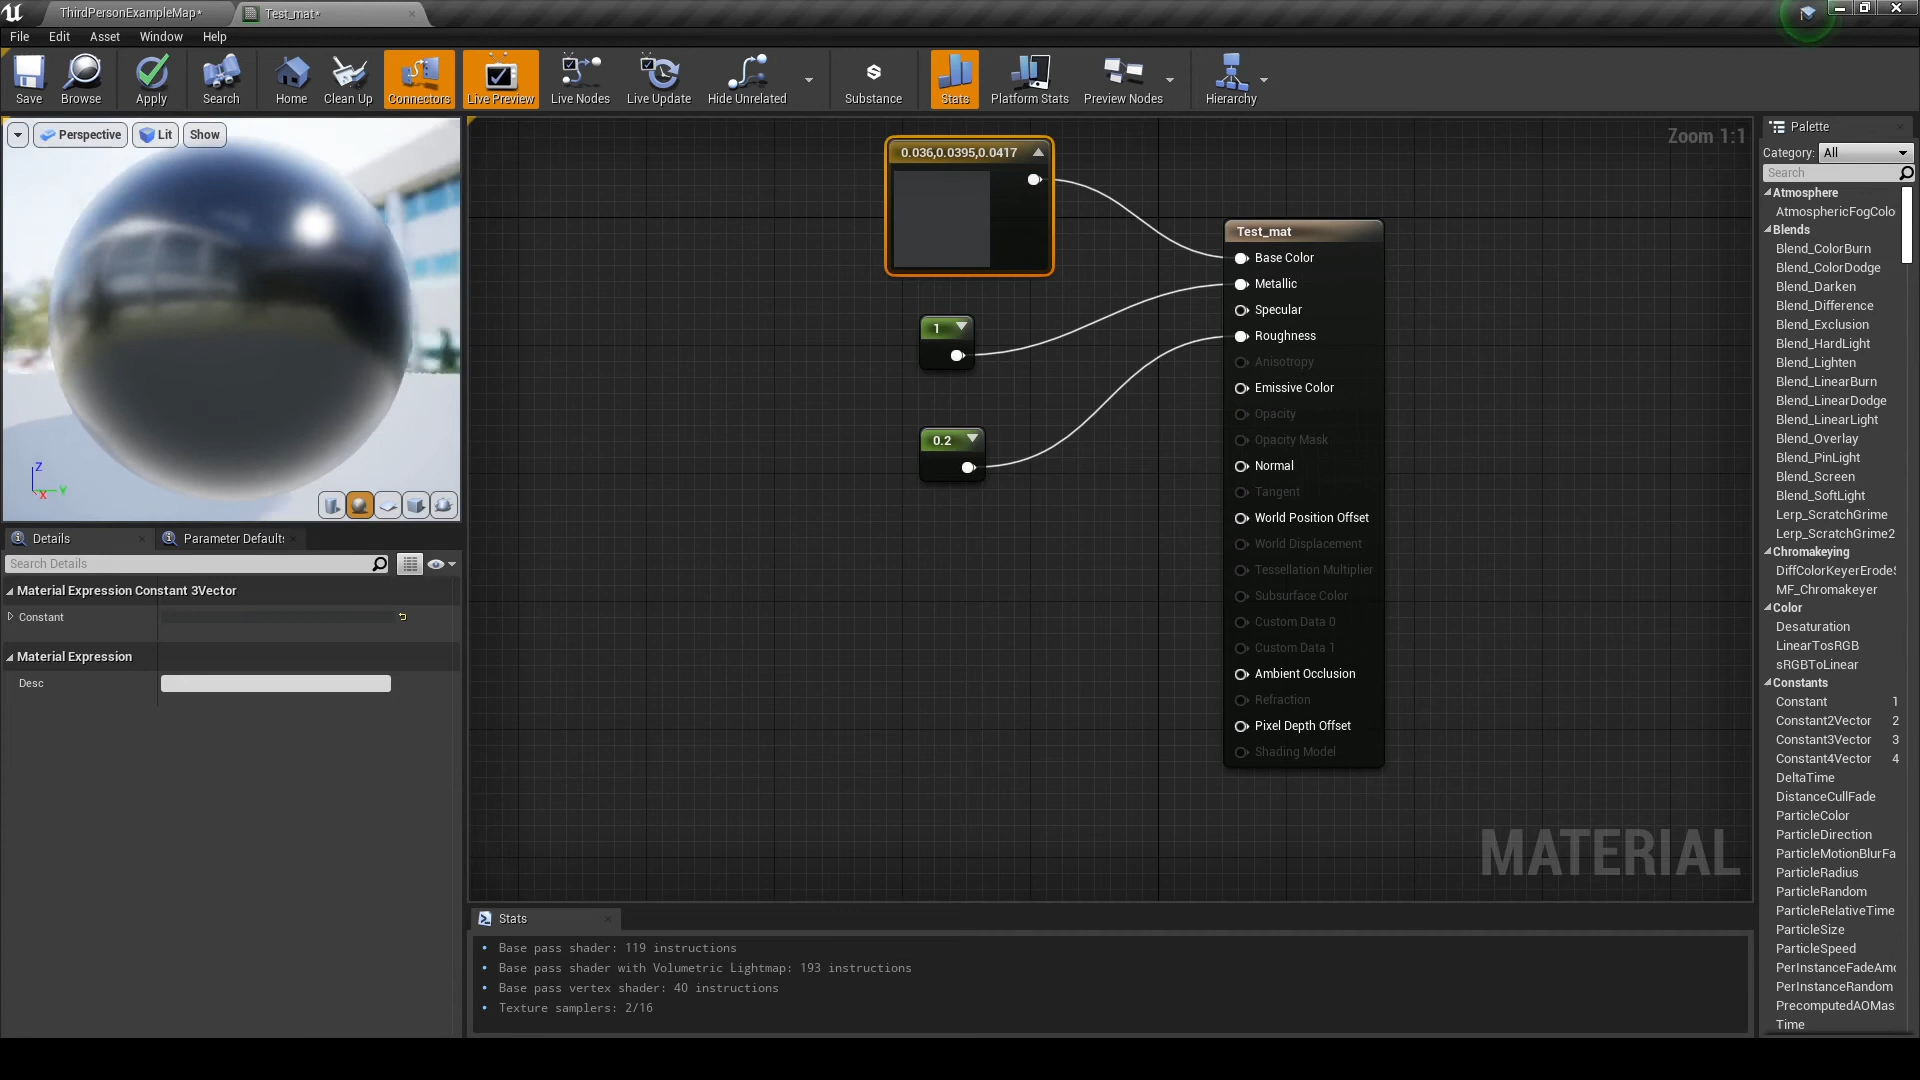 ThirdPersonExampleMap*
Test_mat*
File Edit Asset Window Help
Save Browse Apply Search Home Clean Up Connectors Live Preview Live Nodes Live Update Hide Unrelated Substance Stats Platform Stats Preview Nodes Hierarchy
Perspective Lit Show
Z
Y
X
Details
Parameter Defaults
Search Details
Material Expression Constant 3Vector
Constant
Material Expression
Desc
Zoom 1:1
0.036,0.0395,0.0417
1
0.2
Test_mat
Base Color
Metallic
Specular
Roughness
Anisotropy
Emissive Color
Opacity
Opacity Mask
Normal
Tangent
World Position Offset
World Displacement
Tessellation Multiplier
Subsurface Color
Custom Data 0
Custom Data 1
Ambient Occlusion
Refraction
Pixel Depth Offset
Shading Model
MATERIAL
Stats
Base pass shader: 119 instructions
Base pass shader with Volumetric Lightmap: 193 instructions
Base pass vertex shader: 40 instructions
Texture samplers: 2/16
Palette
Category: All
Search
Atmosphere
AtmosphericFogColo
Blends
Blend_ColorBurn
Blend_ColorDodge
Blend_Darken
Blend_Difference
Blend_Exclusion
Blend_HardLight
Blend_Lighten
Blend_LinearBurn
Blend_LinearDodge
Blend_LinearLight
Blend_Overlay
Blend_PinLight
Blend_Screen
Blend_SoftLight
Lerp_ScratchGrime
Lerp_ScratchGrime2
Chromakeying
DiffColorKeyerErodeS
MF_Chromakeyer
Color
Desaturation
LinearTosRGB
sRGBToLinear
Constants
Constant 1
Constant2Vector 2
Constant3Vector 3
Constant4Vector 4
DeltaTime
DistanceCullFade
ParticleColor
ParticleDirection
ParticleMotionBlurFa
ParticleRadius
ParticleRandom
ParticleRelativeTime
ParticleSize
ParticleSpeed
PerInstanceFadeAmo
PerInstanceRandom
PrecomputedAOMas
Time